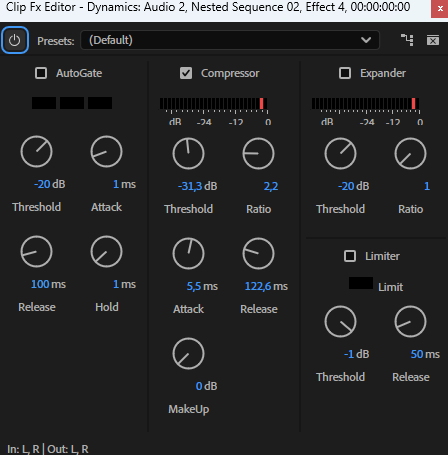 Clip Fx Editor - Dynamics: Audio 2, Nested Sequence 02, Effect 4, 00:00:00:00
Presets: (Default)
AutoGate
-20 dB 1 ms
Threshold Attack
100 ms 1 ms
Release Hold
Compressor
dB -24 -12 0
-31,3 dB 2,2
Threshold Ratio
5,5 ms 122,6 ms
Attack Release
0 dB
MakeUp
Expander
dB -24 -12 0
-20 dB 1
Threshold Ratio
Limiter
Limit
-1 dB 50 ms
Threshold Release
In: L, R | Out: L, R